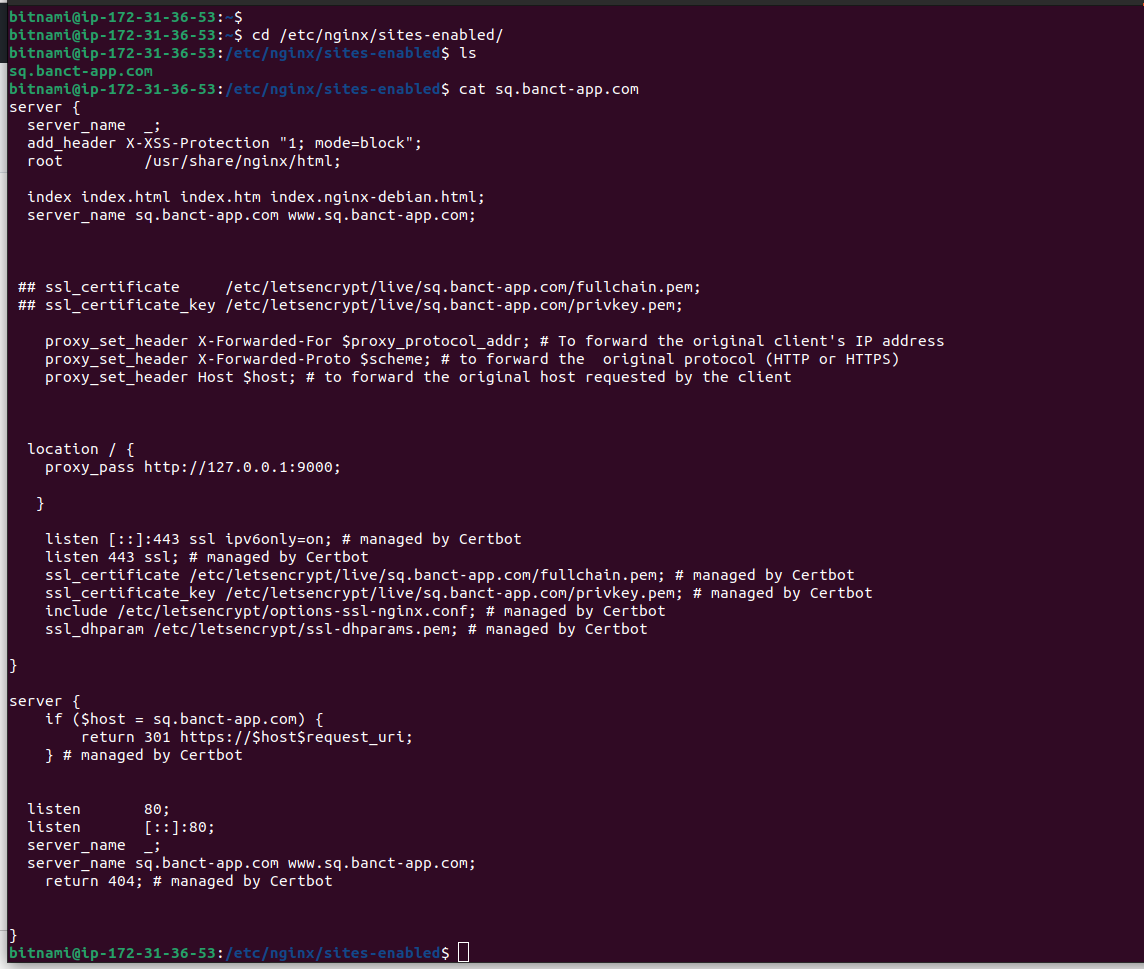 bitnami@ip-172-31-36-53:~$
bitnami@ip-172-31-36-53:~$ cd /etc/nginx/sites-enabled/
bitnami@ip-172-31-36-53:/etc/nginx/sites-enabled$ ls
sq.banct-app.com
bitnami@ip-172-31-36-53:/etc/nginx/sites-enabled$ cat sq.banct-app.com
server {
  server_name  _;
  add_header X-XSS-Protection "1; mode=block";
  root         /usr/share/nginx/html;

  index index.html index.htm index.nginx-debian.html;
  server_name sq.banct-app.com www.sq.banct-app.com;

 ## ssl_certificate     /etc/letsencrypt/live/sq.banct-app.com/fullchain.pem;
 ## ssl_certificate_key /etc/letsencrypt/live/sq.banct-app.com/privkey.pem;

    proxy_set_header X-Forwarded-For $proxy_protocol_addr; # To forward the original client's IP address
    proxy_set_header X-Forwarded-Proto $scheme; # to forward the  original protocol (HTTP or HTTPS)
    proxy_set_header Host $host; # to forward the original host requested by the client

  location / {
    proxy_pass http://127.0.0.1:9000;

   }

    listen [::]:443 ssl ipv6only=on; # managed by Certbot
    listen 443 ssl; # managed by Certbot
    ssl_certificate /etc/letsencrypt/live/sq.banct-app.com/fullchain.pem; # managed by Certbot
    ssl_certificate_key /etc/letsencrypt/live/sq.banct-app.com/privkey.pem; # managed by Certbot
    include /etc/letsencrypt/options-ssl-nginx.conf; # managed by Certbot
    ssl_dhparam /etc/letsencrypt/ssl-dhparams.pem; # managed by Certbot

}

server {
    if ($host = sq.banct-app.com) {
        return 301 https://$host$request_uri;
    } # managed by Certbot

  listen       80;
  listen       [::]:80;
  server_name  _;
  server_name sq.banct-app.com www.sq.banct-app.com;
    return 404; # managed by Certbot

}
bitnami@ip-172-31-36-53:/etc/nginx/sites-enabled$